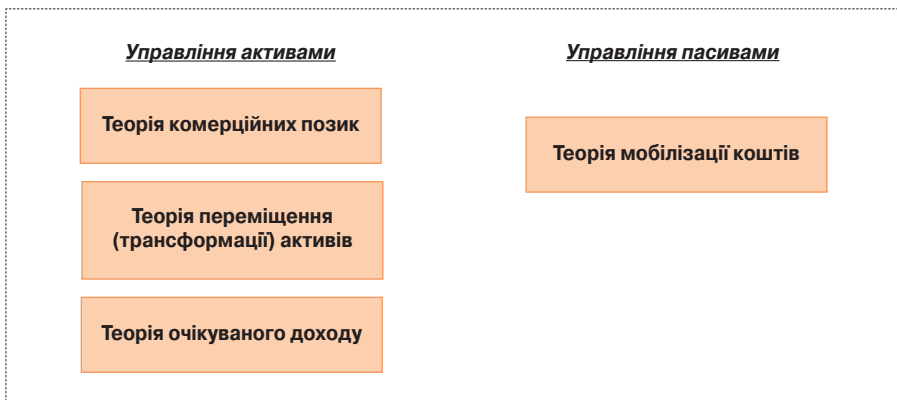 Управління активами
Теорія комерційних позик
Теорія переміщення
(трансформації) активів
Теорія очікуваного доходу
Управління пасивами
Теорія мобілізації коштів